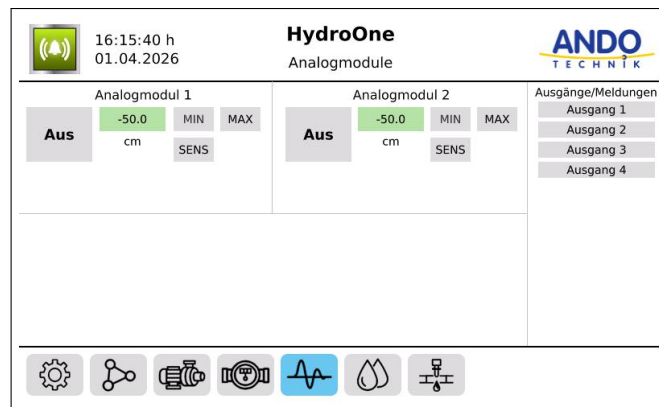 16:15:40 h
01.04.2026
HydroOne
Analogmodule
ANDO
TECHNIK
Analogmodul 1
Aus
-50.0
MIN
MAX
cm
SENS
Analogmodul 2
Aus
-50.0
MIN
MAX
cm
SENS
Ausgänge/Meldungen
Ausgang 1
Ausgang 2
Ausgang 3
Ausgang 4